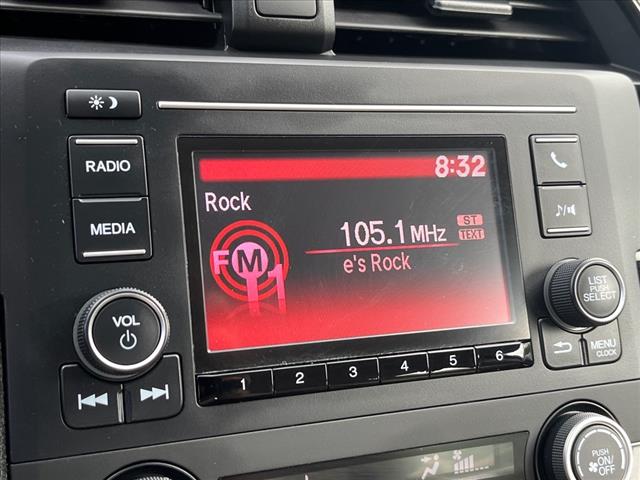 8:32
RADIO
Rock
105.1 MHz
ST
TEXT
MEDIA
FM1
e's Rock
LIST
PUSH
SELECT
VOL
MENU
CLOCK
1 2 3 4 5 6
PUSH
ON/
OFF